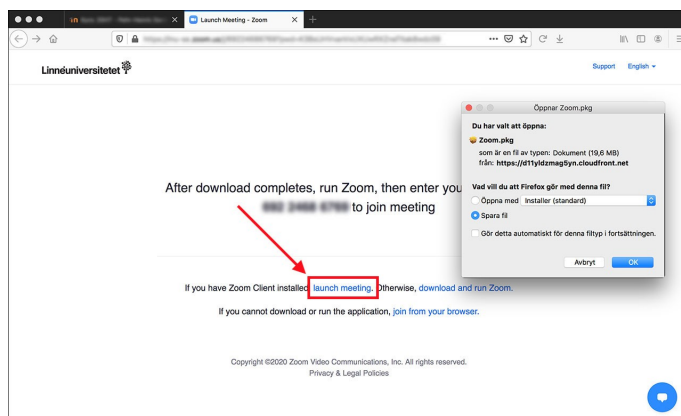 Launch Meeting - Zoom
Linnéuniversitetet
Support English
Öppnar Zoom.pkg
Du har valt att öppna:
Zoom.pkg
som är en fil av typen: Dokument (19,6 MB)
från: https://d11yldzmag5yn.cloudfront.net
Vad vill du att Firefox gör med denna fil?
Öppna med Installer (standard)
Spara fil
Gör detta automatiskt för denna filtyp i fortsättningen.
Avbryt OK
After download completes, run Zoom, then enter you
to join meeting
If you have Zoom Client installed, launch meeting. Otherwise, download and run Zoom.
If you cannot download or run the application, join from your browser.
Copyright ©2020 Zoom Video Communications, Inc. All rights reserved.
Privacy & Legal Policies